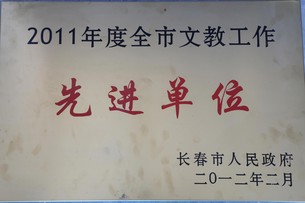 2011年度全市文教工作
先进单位
长春市人民政府
二〇一二年二月